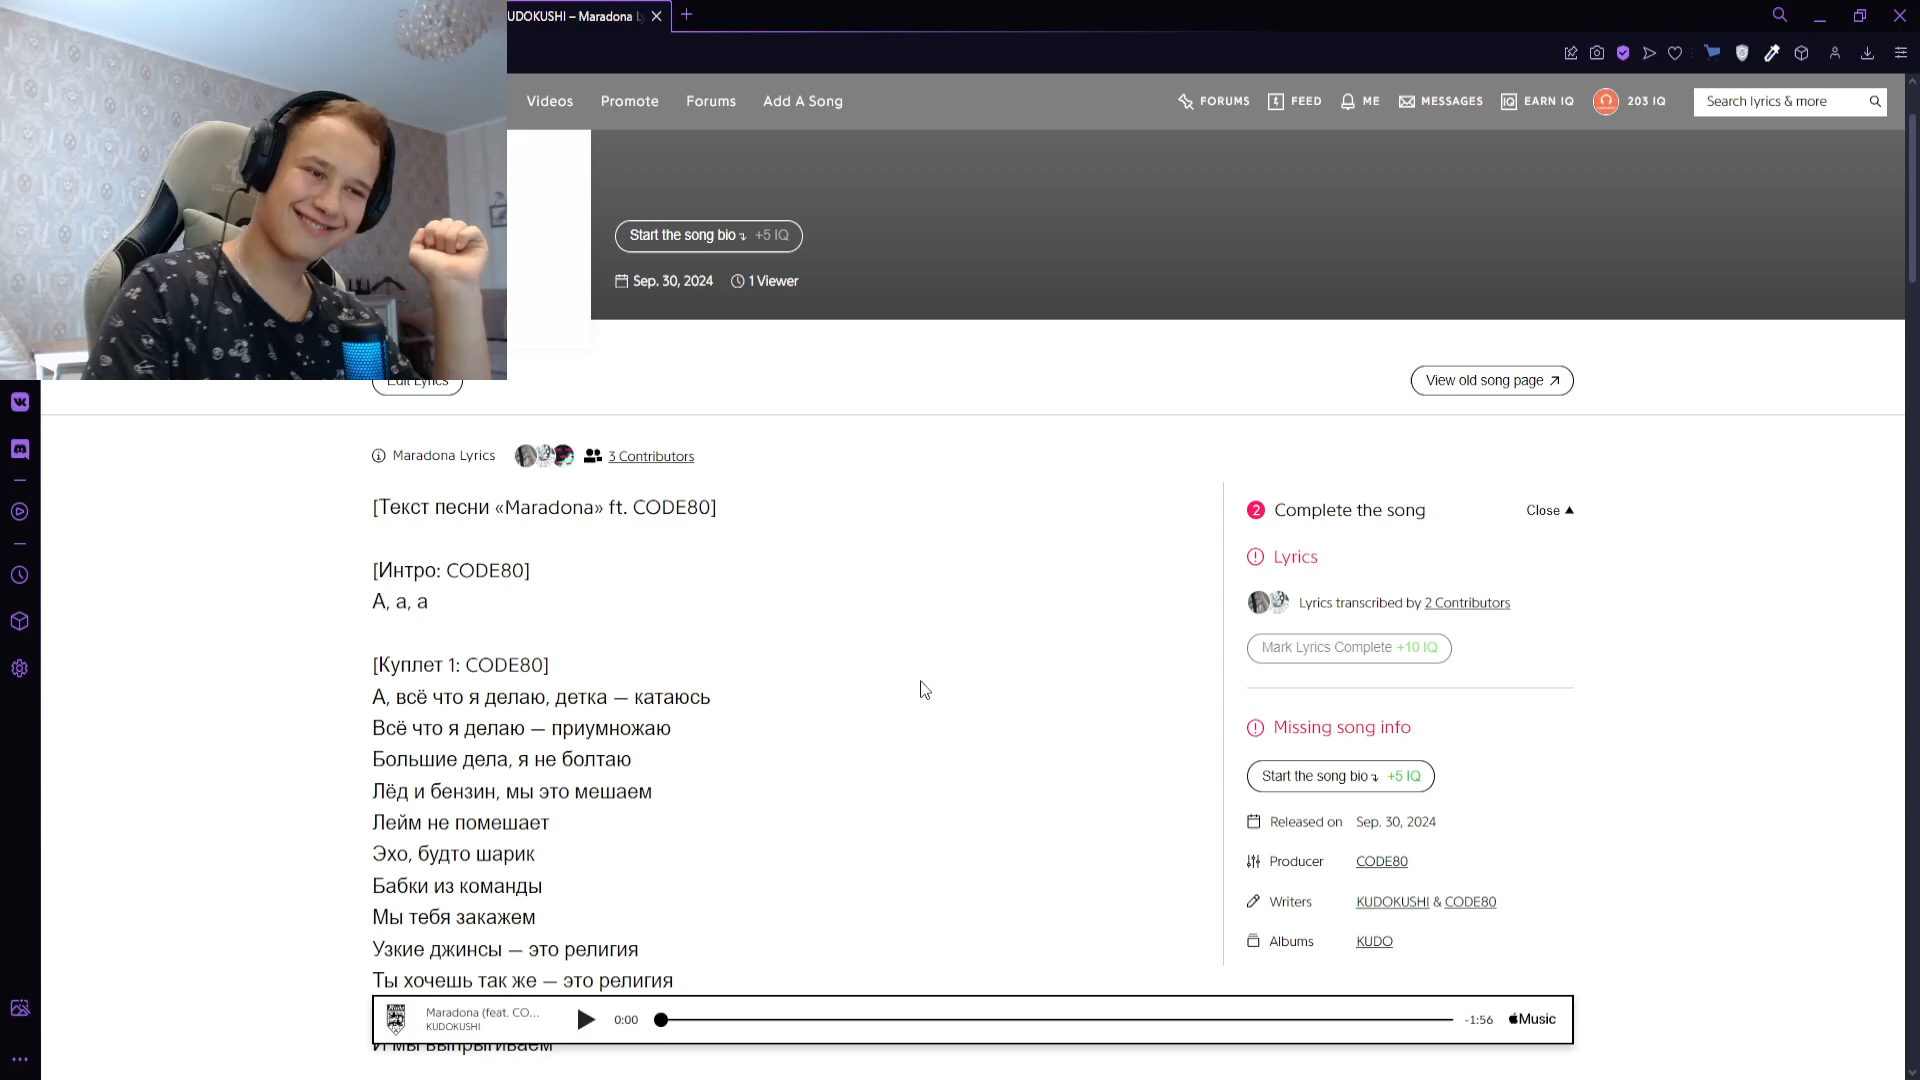 UDOKUSHI – Maradona
Videos
Promote
Forums
Add A Song
FORUMS
FEED
ME
MESSAGES
EARN IQ
203 IQ
Search lyrics & more
Start the song bio +5 IQ
Sep. 30, 2024
1 Viewer
Edit Lyrics
View old song page
Maradona Lyrics
3 Contributors
[Текст песни «Maradona» ft. CODE80]
[Интро: CODE80]
А, а, а
[Куплет 1: CODE80]
А, всё что я делаю, детка — катаюсь
Всё что я делаю — приумножаю
Большие дела, я не болтаю
Лёд и бензин, мы это мешаем
Лейм не помешает
Эхо, будто шарик
Бабки из команды
Мы тебя закажем
Узкие джинсы — это религия
Ты хочешь так же — это религия
И мы выпрыгиваем
2 Complete the song
Close
Lyrics
Lyrics transcribed by 2 Contributors
Mark Lyrics Complete +10 IQ
Missing song info
Start the song bio +5 IQ
Released on Sep. 30, 2024
Producer CODE80
Writers KUDOKUSHI & CODE80
Albums KUDO
Maradona (feat. CO...
KUDOKUSHI
0:00
-1:56
Music